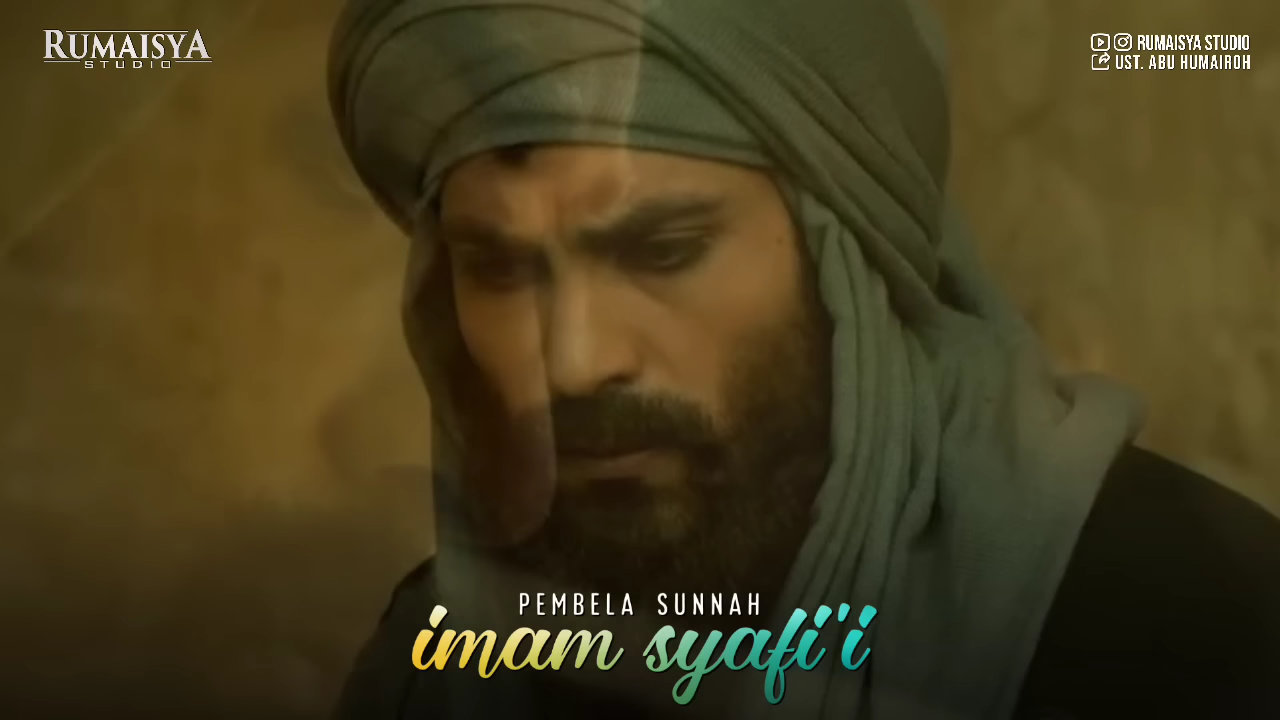 RUMAISYA
STUDIO
RUMAISYA STUDIO
UST. ABU HUMAIROH
PEMBELA SUNNAH
imam syafi'i